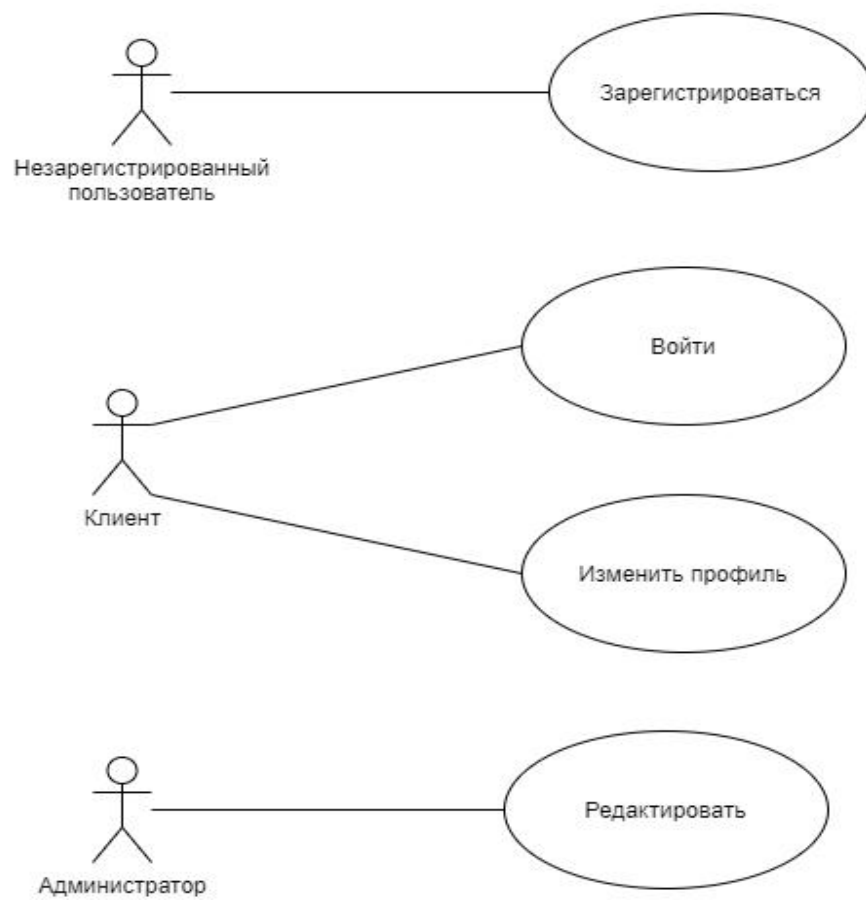 Зарегистрироваться
Незарегистрированный
пользователь
Войти
Клиент
Изменить профиль
Редактировать
Администратор